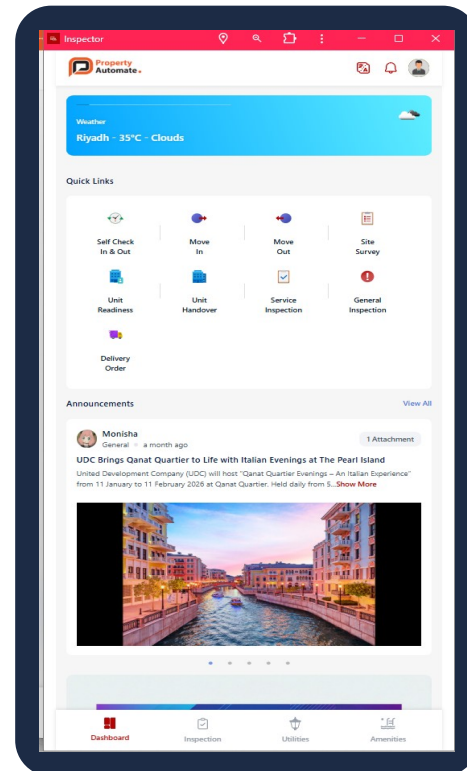 Inspector
Property
Automate.
Weather
Riyadh - 35°C - Clouds
Quick Links
Self Check
In & Out
Move
In
Move
Out
Site
Survey
Unit
Readiness
Unit
Handover
Service
Inspection
General
Inspection
Delivery
Order
Announcements
View All
Monisha
General • a month ago
1 Attachment
UDC Brings Qanat Quartier to Life with Italian Evenings at The Pearl Island
United Development Company (UDC) will host "Qanat Quartier Evenings – An Italian Experience"
from 11 January to 11 February 2026 at Qanat Quartier. Held daily from 5...Show More
Dashboard
Inspection
Utilities
Amenities